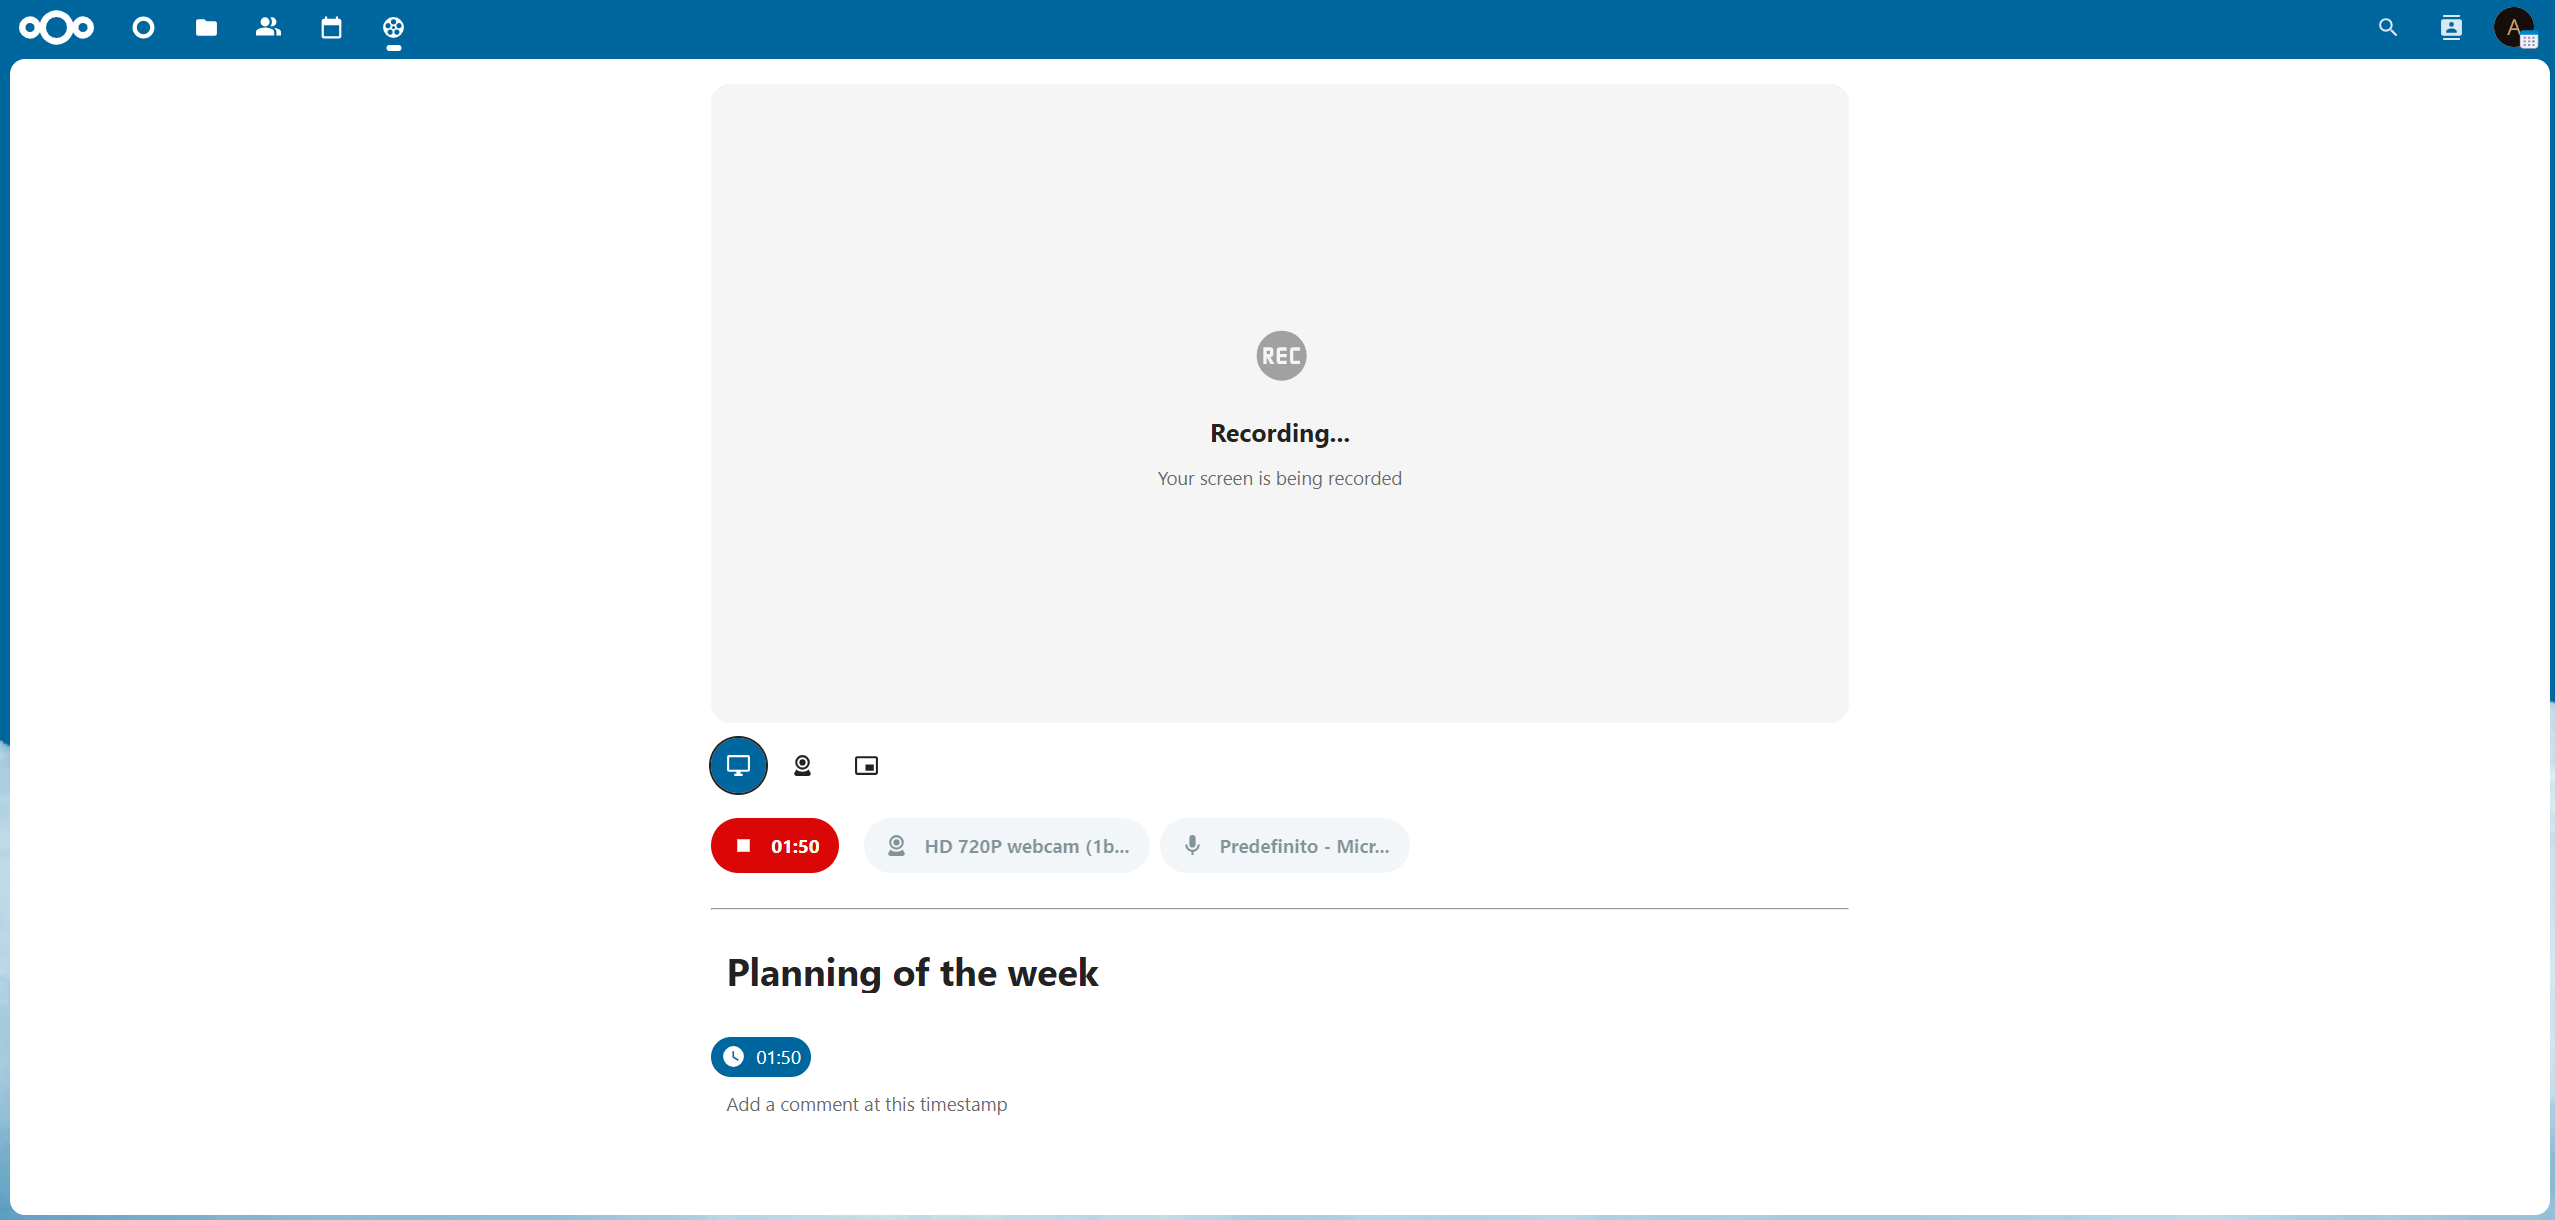 A
REC
Recording...
Your screen is being recorded
01:50
HD 720P webcam (1b...
Predefinito - Micr...
Planning of the week
01:50
Add a comment at this timestamp